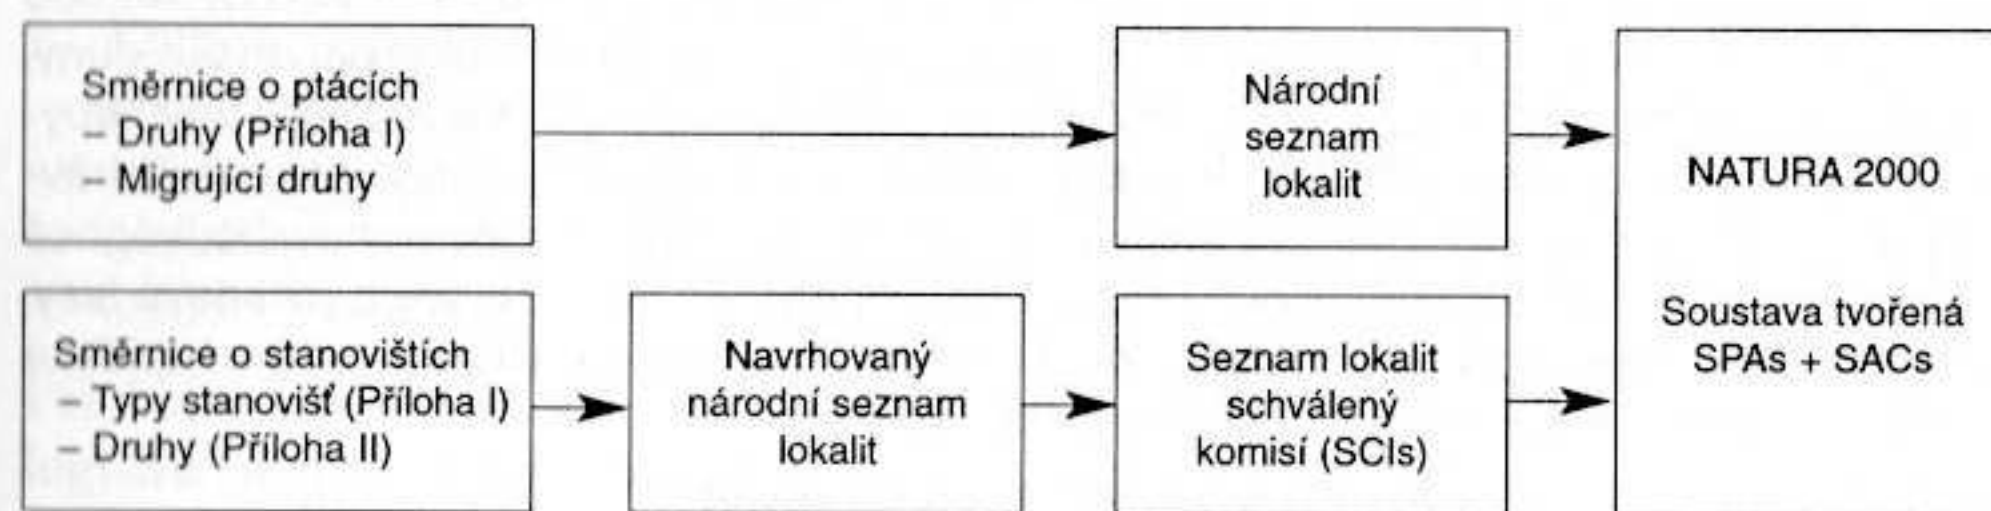 Směrnice o ptácích
– Druhy (Příloha I)
– Migrující druhy
Národní
seznam
lokalit
NATURA 2000
Soustava tvořená
SPAs + SACs
Směrnice o stanovištích
– Typy stanovišť (Příloha I)
– Druhy (Příloha II)
Navrhovaný
národní seznam
lokalit
Seznam lokalit
schválený
komisí (SCIs)